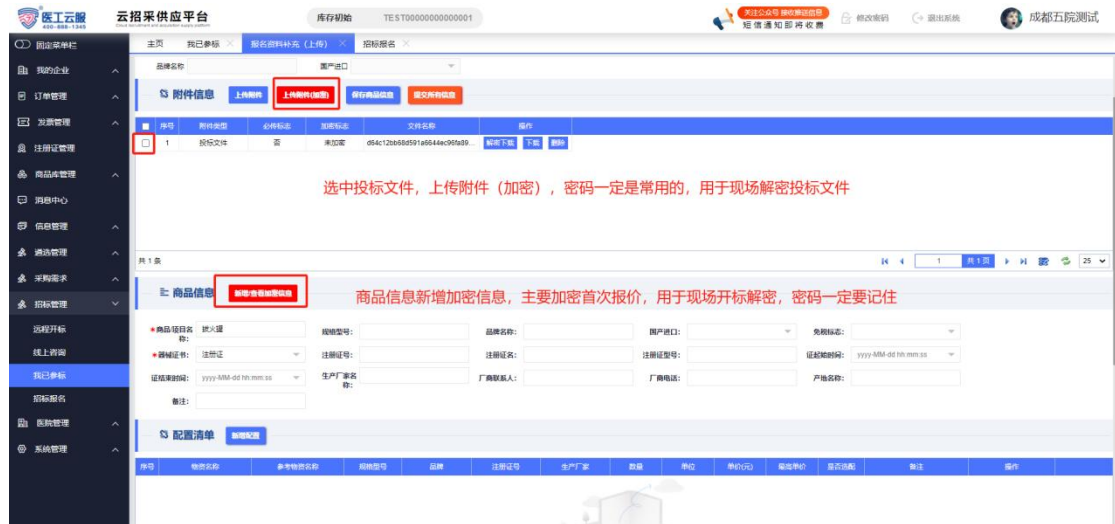 医工云服
400-888-1345
云招采供应平台
库存初始
TEST00000000000001
关注公众号 接收推送信息
短信通知即将收费
修改密码
退出系统
成都五院测试
固定菜单栏
主页
我已参标
报名资料补充（上传）
招标报名
我的企业
订单管理
发票管理
注册证管理
商品库管理
消息中心
信息管理
遴选管理
采购需求
招标管理
远程开标
线上咨询
我已参标
招标报名
医院管理
系统管理
品牌名称
国产进口
附件信息
上传附件
上传附件(加密)
保存商品信息
提交所有信息
序号 附件类型 必传标志 加密标志 文件名称 操作
1 投标文件 否 未加密 d64c12bb68d591a6644ec96fa89... 解密下载 下载 删除
选中投标文件，上传附件（加密），密码一定是常用的，用于现场解密投标文件
共 1 条
1 共 1 页 25
商品信息
新增/查看加密信息
商品信息新增加密信息，主要加密首次报价，用于现场开标解密，密码一定要记住
*商品/项目名称: 拔火罐 规格型号: 品牌名称: 国产进口: 免税标志:
*器械证书: 注册证 注册证号: 注册证名: 注册证型号: 证起始时间: yyyy-MM-dd hh:mm:ss
证结束时间: yyyy-MM-dd hh:mm:ss 生产厂家名称: 厂商联系人: 厂商电话: 产地名称:
备注:
配置清单
新增配置
序号 物资名称 参考物资名称 规格型号 品牌 注册证号 生产厂家 数量 单位 单价(元) 最高单价 是否选配 备注 操作